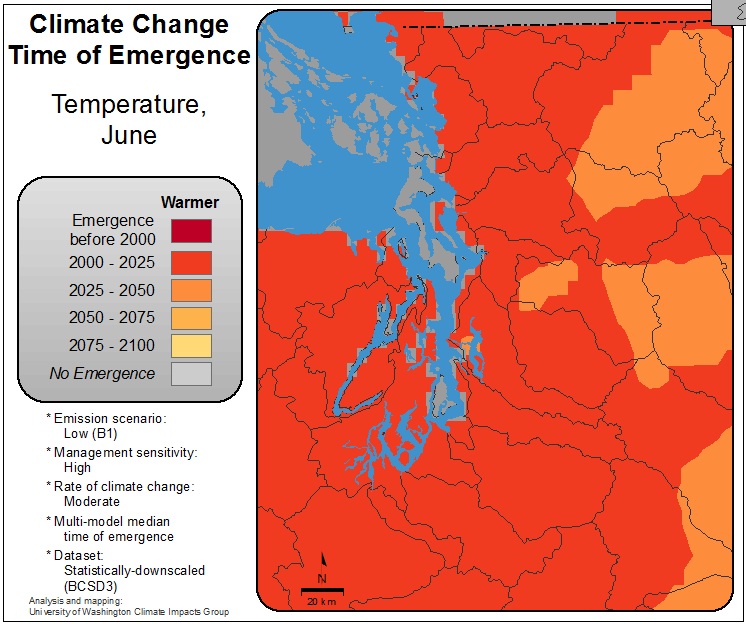 Climate Change
Time of Emergence
Temperature,
June
Warmer
Emergence
before 2000
2000 - 2025
2025 - 2050
2050 - 2075
2075 - 2100
No Emergence
* Emission scenario:
Low (B1)
* Management sensitivity:
High
* Rate of climate change:
Moderate
* Multi-model median
time of emergence
* Dataset:
Statistically-downscaled
(BCSD3)
Analysis and mapping:
University of Washington Climate Impacts Group
N
20 km